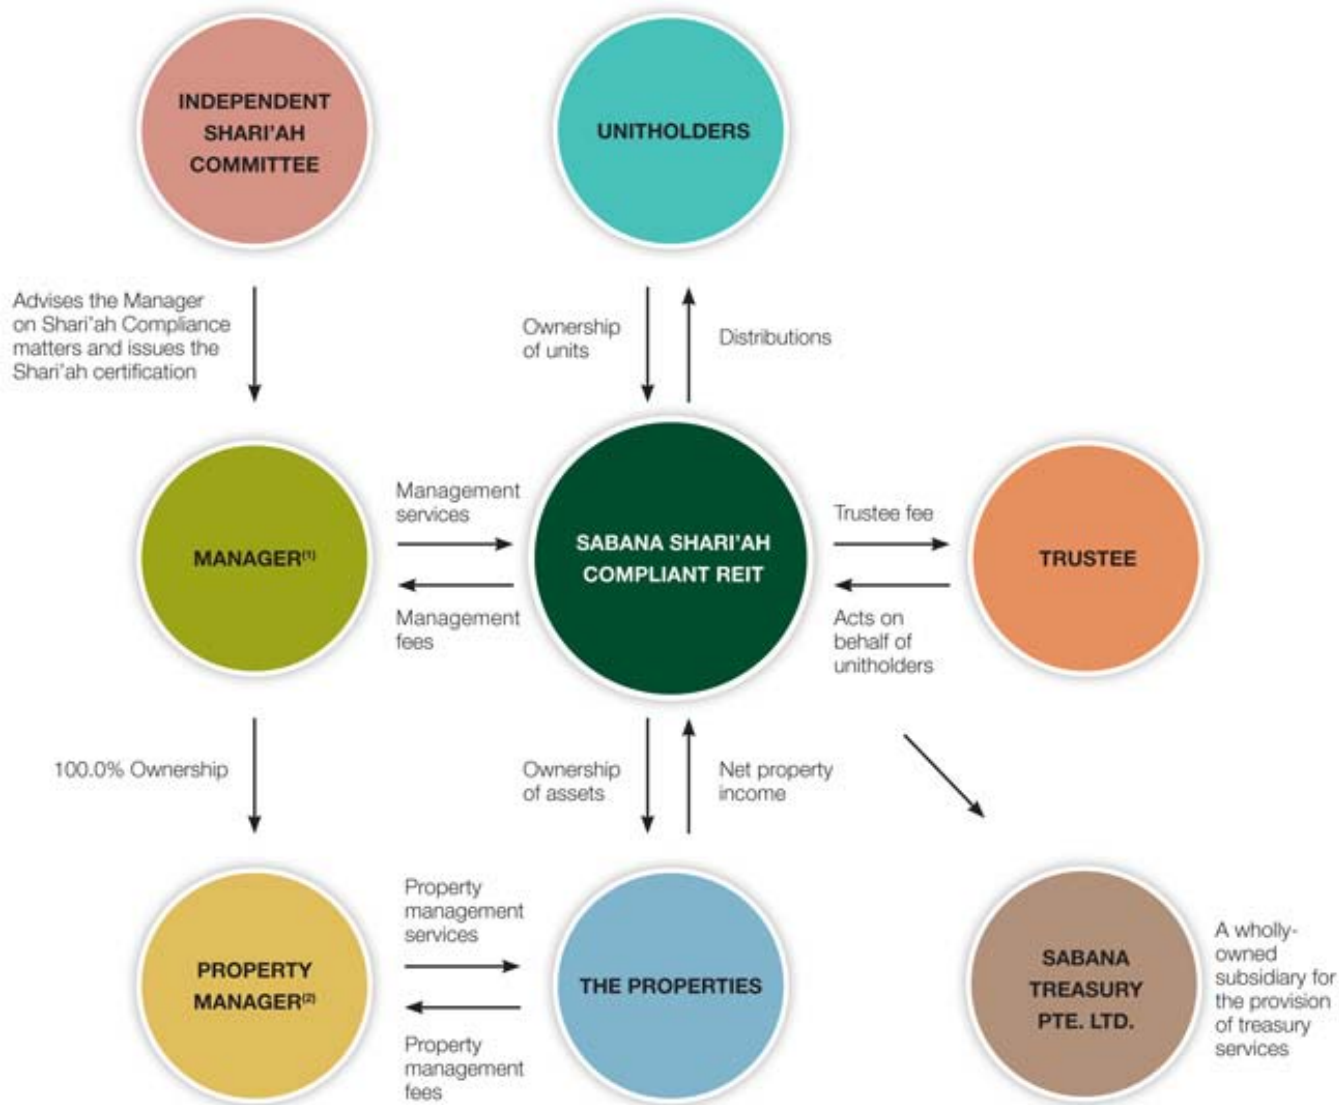 INDEPENDENT
SHARI'AH
COMMITTEE
UNITHOLDERS
Advises the Manager
on Shari'ah Compliance
matters and issues the
Shari'ah certification
Ownership
of units
Distributions
MANAGER(1)
Management
services
Management
fees
SABANA SHARI'AH
COMPLIANT REIT
Trustee fee
Acts on
behalf of
unitholders
TRUSTEE
100.0% Ownership
Ownership
of assets
Net property
income
PROPERTY
MANAGER(2)
Property
management
services
Property
management
fees
THE PROPERTIES
SABANA
TREASURY
PTE. LTD.
A wholly-
owned
subsidiary for
the provision
of treasury
services